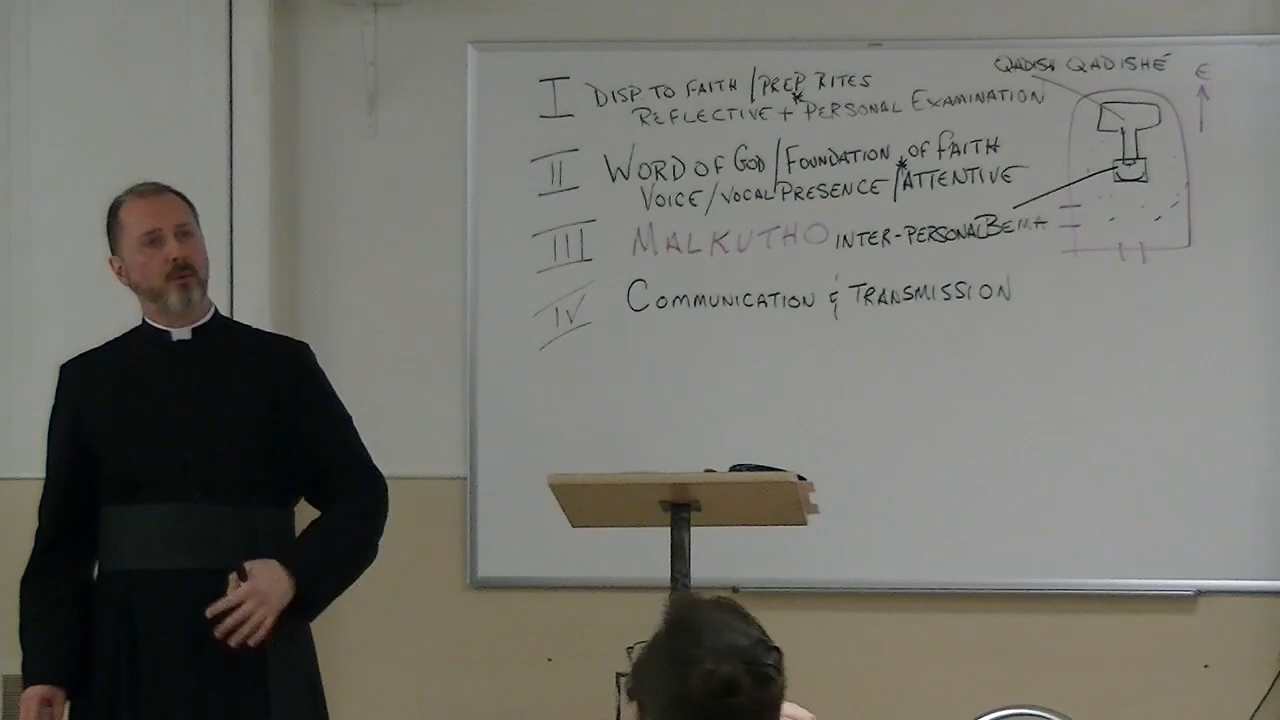 QADISH QADISHÉ
E
I DISP TO FAITH / PREP RITES
REFLECTIVE + *PERSONAL EXAMINATION
II WORD OF GOD / FOUNDATION OF FAITH
VOICE / VOCAL PRESENCE / *ATTENTIVE
III MALKUTHO INTER-PERSONAL BEMA
IV COMMUNICATION & TRANSMISSION